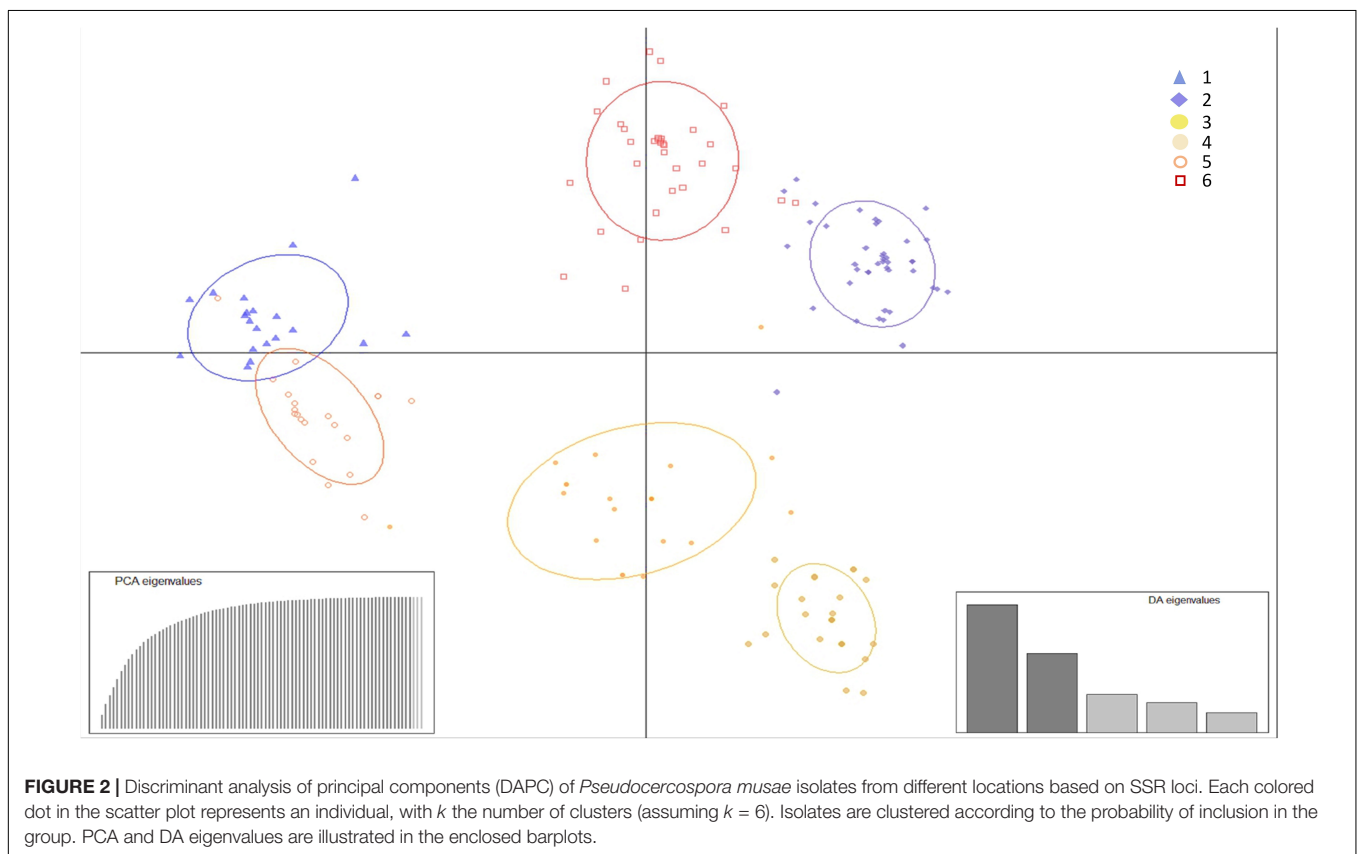 1
2
3
4
5
6
PCA eigenvalues
DA eigenvalues
FIGURE 2 | Discriminant analysis of principal components (DAPC) of Pseudocercospora musae isolates from different locations based on SSR loci. Each colored
dot in the scatter plot represents an individual, with k the number of clusters (assuming k = 6). Isolates are clustered according to the probability of inclusion in the
group. PCA and DA eigenvalues are illustrated in the enclosed barplots.